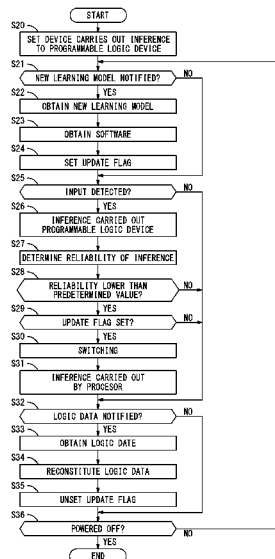 START
S20
SET DEVICE CARRIES OUT INFERENCE
TO PROGRAMMABLE LOGIC DEVICE
S21
NEW LEARNING MODEL NOTIFIED?
NO
YES
S22
OBTAIN NEW LEARNING MODEL
S23
OBTAIN SOFTWARE
S24
SET UPDATE FLAG
S25
INPUT DETECTED?
NO
YES
S26
INFERENCE CARRIED OUT
PROGRAMMABLE LOGIC DEVICE
S27
DETERMINE RELIABILITY OF INFERENCE
S28
RELIABILITY LOWER THAN
PREDETERMINED VALUE?
NO
YES
S29
UPDATE FLAG SET?
NO
YES
S30
SWITCHING
S31
INFERENCE CARRIED OUT
BY PROCESOR
S32
LOGIC DATA NOTIFIED?
NO
YES
S33
OBTAIN LOGIC DATE
S34
RECONSTITUTE LOGIC DATA
S35
UNSET UPDATE FLAG
S36
POWERED OFF?
NO
YES
END